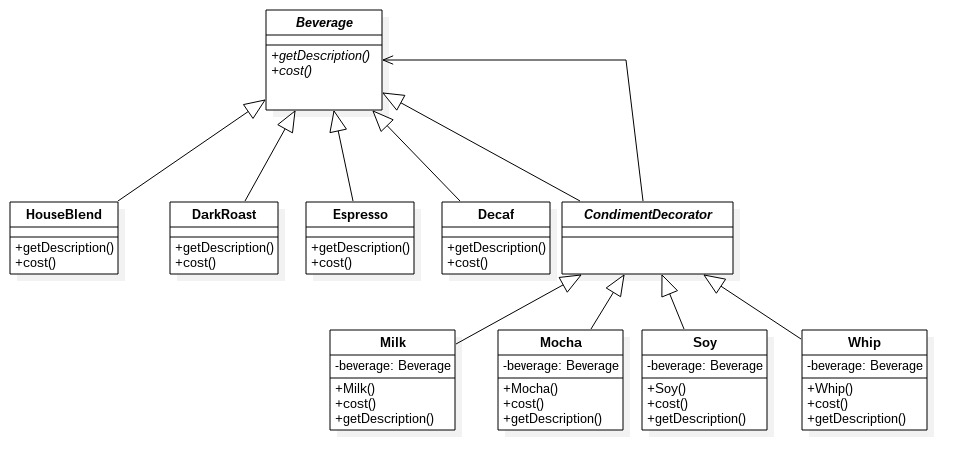 Beverage
+getDescription()
+cost()
HouseBlend
+getDescription()
+cost()
DarkRoast
+getDescription()
+cost()
Espresso
+getDescription()
+cost()
Decaf
+getDescription()
+cost()
CondimentDecorator
Milk
-beverage: Beverage
+Milk()
+cost()
+getDescription()
Mocha
-beverage: Beverage
+Mocha()
+cost()
+getDescription()
Soy
-beverage: Beverage
+Soy()
+cost()
+getDescription()
Whip
-beverage: Beverage
+Whip()
+cost()
+getDescription()